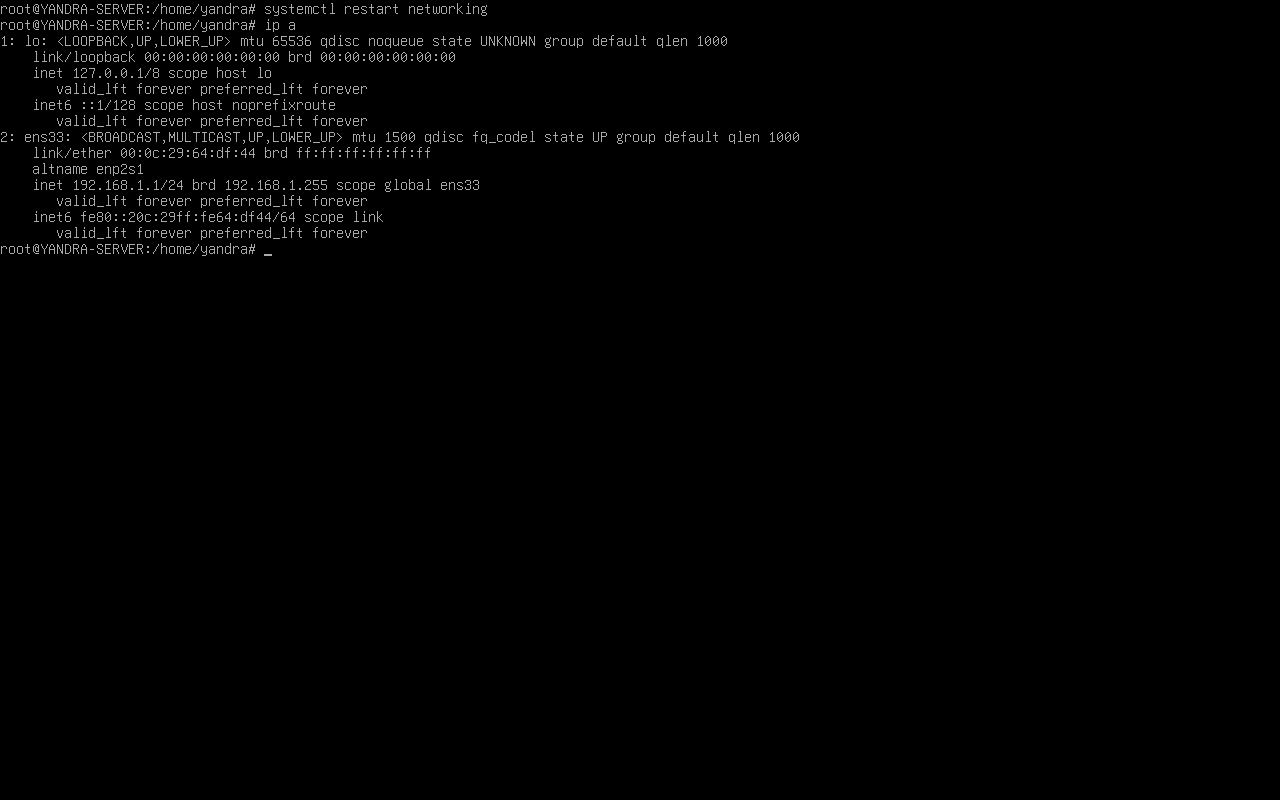 root@YANDRA-SERVER:/home/yandra# systemctl restart networking
root@YANDRA-SERVER:/home/yandra# ip a
1: lo: <LOOPBACK,UP,LOWER_UP> mtu 65536 qdisc noqueue state UNKNOWN group default qlen 1000
    link/loopback 00:00:00:00:00:00 brd 00:00:00:00:00:00
    inet 127.0.0.1/8 scope host lo
       valid_lft forever preferred_lft forever
    inet6 ::1/128 scope host noprefixroute
       valid_lft forever preferred_lft forever
2: ens33: <BROADCAST,MULTICAST,UP,LOWER_UP> mtu 1500 qdisc fq_codel state UP group default qlen 1000
    link/ether 00:0c:29:64:df:44 brd ff:ff:ff:ff:ff:ff
    altname enp2s1
    inet 192.168.1.1/24 brd 192.168.1.255 scope global ens33
       valid_lft forever preferred_lft forever
    inet6 fe80::20c:29ff:fe64:df44/64 scope link
       valid_lft forever preferred_lft forever
root@YANDRA-SERVER:/home/yandra# _